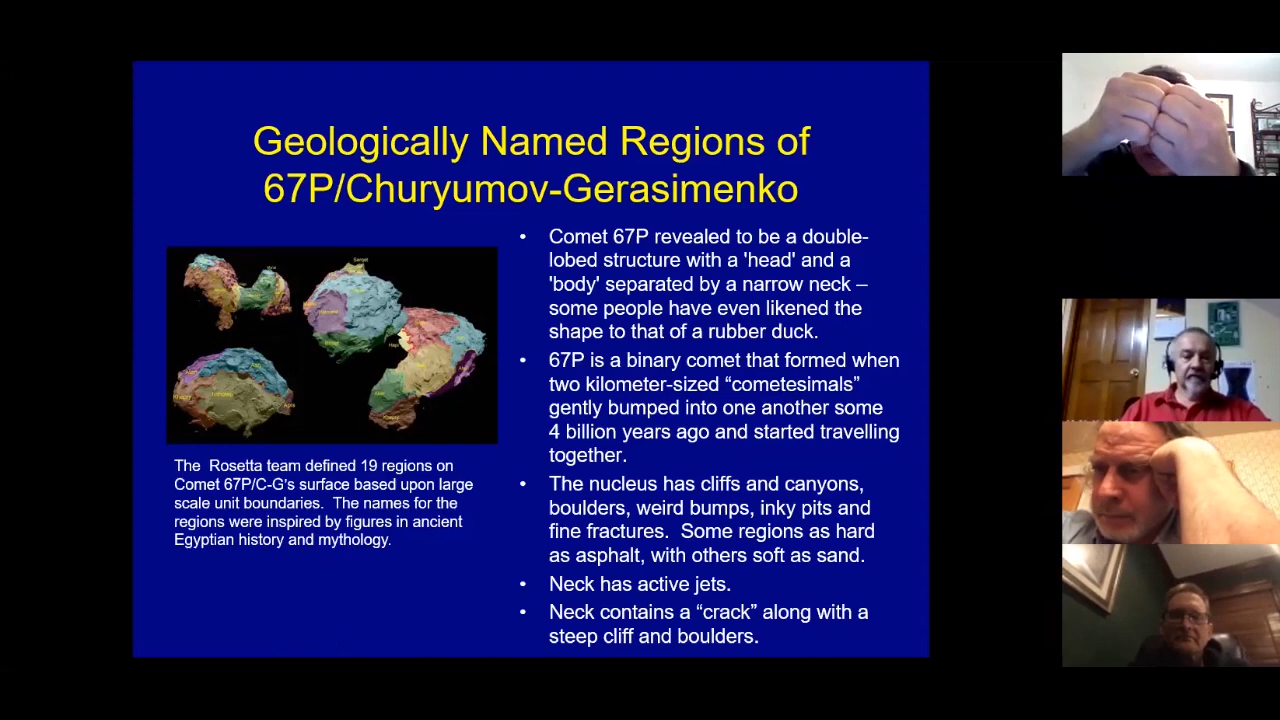 Geologically Named Regions of
67P/Churyumov-Gerasimenko
• Comet 67P revealed to be a double-
lobed structure with a 'head' and a
'body' separated by a narrow neck –
some people have even likened the
shape to that of a rubber duck.
• 67P is a binary comet that formed when
two kilometer-sized “cometesimals”
gently bumped into one another some
4 billion years ago and started travelling
together.
• The nucleus has cliffs and canyons,
boulders, weird bumps, inky pits and
fine fractures.  Some regions as hard
as asphalt, with others soft as sand.
• Neck has active jets.
• Neck contains a “crack” along with a
steep cliff and boulders.
The  Rosetta team defined 19 regions on
Comet 67P/C-G's surface based upon large
scale unit boundaries.  The names for the
regions were inspired by figures in ancient
Egyptian history and mythology.